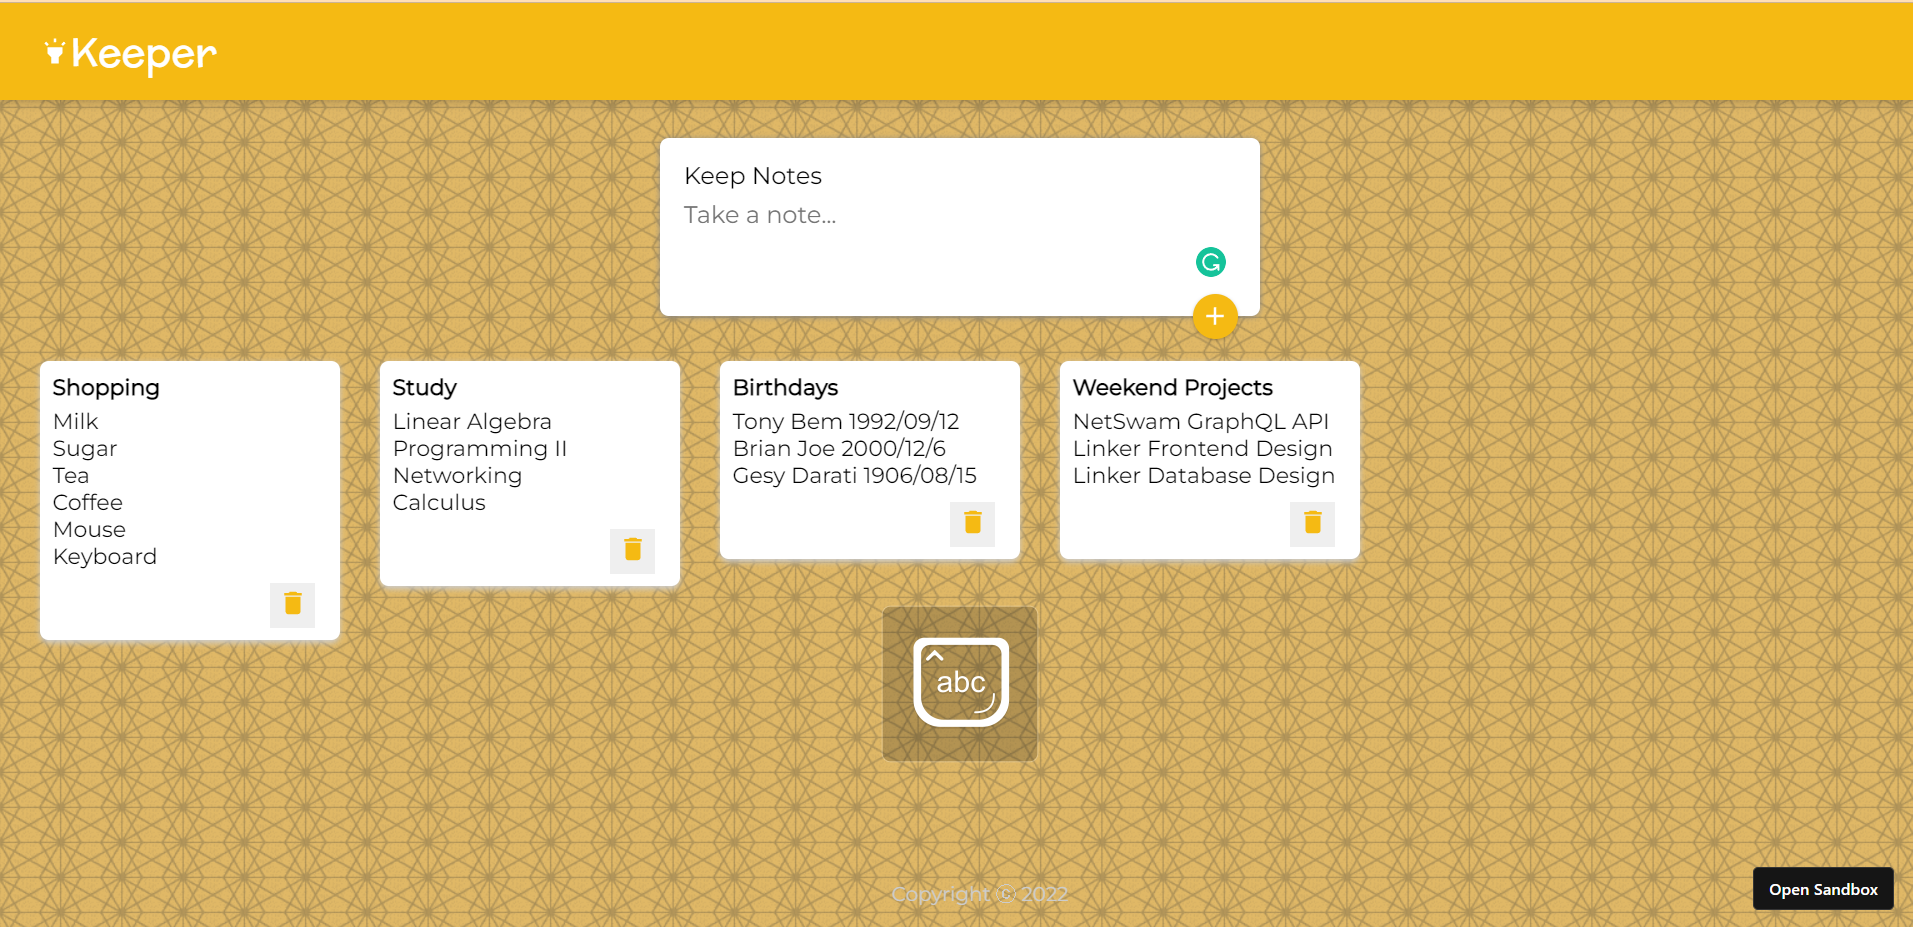 Keeper
Keep Notes
Take a note...
Shopping
Milk
Sugar
Tea
Coffee
Mouse
Keyboard
Study
Linear Algebra
Programming II
Networking
Calculus
Birthdays
Tony Bem 1992/09/12
Brian Joe 2000/12/6
Gesy Darati 1906/08/15
Weekend Projects
NetSwam GraphQL API
Linker Frontend Design
Linker Database Design
abc
Copyright © 2022
Open Sandbox